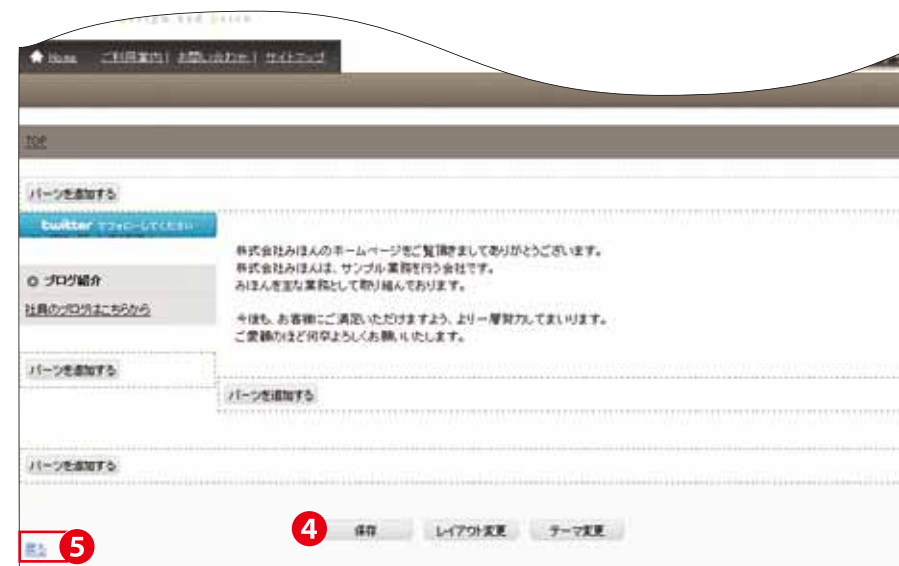 Home ご利用案内 | お問い合わせ | サイトマップ
TOP
パーツを追加する
twitter でフォローしてください
株式会社みほんのホームページをご覧頂きましてありがとうございます。
株式会社みほんは、サンプル業務を行う会社です。
みほんを主な業務として取り組んでおります。
今後も、お客様にご満足いただけますよう、より一層努力してまいります。
ご愛顧のほど何卒よろしくお願いいたします。
ブログ紹介
社員のブログはこちらから
パーツを追加する
パーツを追加する
パーツを追加する
4 保存 レイアウト変更 テーマ変更
戻る 5